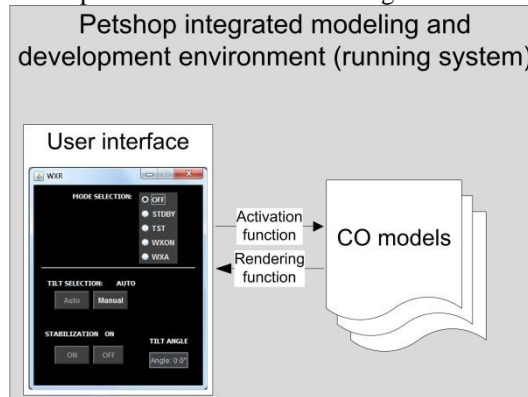 Petshop integrated modeling and
development environment (running system)
User interface
WXR
MODE SELECTION:
OFF
STDBY
TST
WXON
WXA
TILT SELECTION: AUTO
Auto Manual
STABILIZATION ON
ON OFF
TILT ANGLE
Angle: 0.0°
Activation
function
Rendering
function
CO models